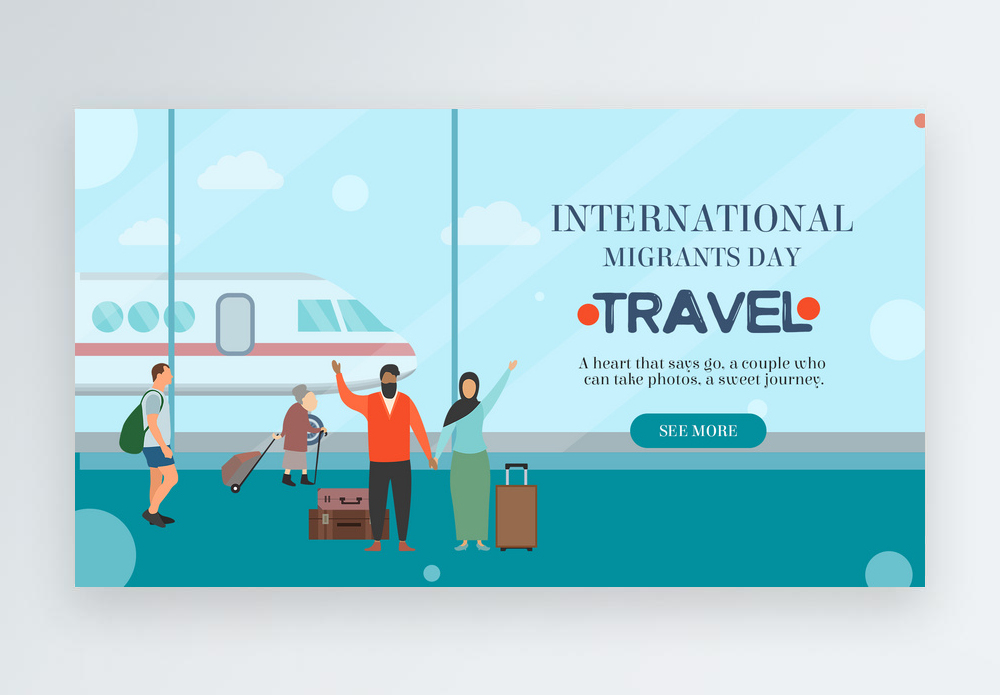 INTERNATIONAL
MIGRANTS DAY
TRAVEL
A heart that says go, a couple who
can take photos, a sweet journey.
SEE MORE